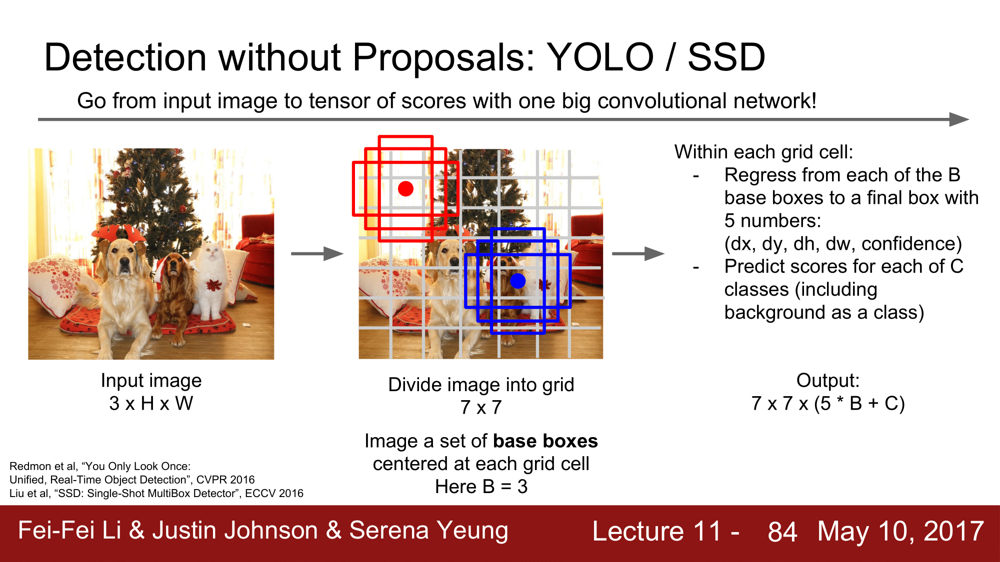 Detection without Proposals: YOLO / SSD
Go from input image to tensor of scores with one big convolutional network!
Input image
3 x H x W
Divide image into grid
7 x 7
Image a set of base boxes
centered at each grid cell
Here B = 3
Within each grid cell:
- Regress from each of the B
base boxes to a final box with
5 numbers:
(dx, dy, dh, dw, confidence)
- Predict scores for each of C
classes (including
background as a class)
Output:
7 x 7 x (5 * B + C)
Redmon et al, “You Only Look Once:
Unified, Real-Time Object Detection”, CVPR 2016
Liu et al, “SSD: Single-Shot MultiBox Detector”, ECCV 2016
Fei-Fei Li & Justin Johnson & Serena Yeung Lecture 11 - 84 May 10, 2017